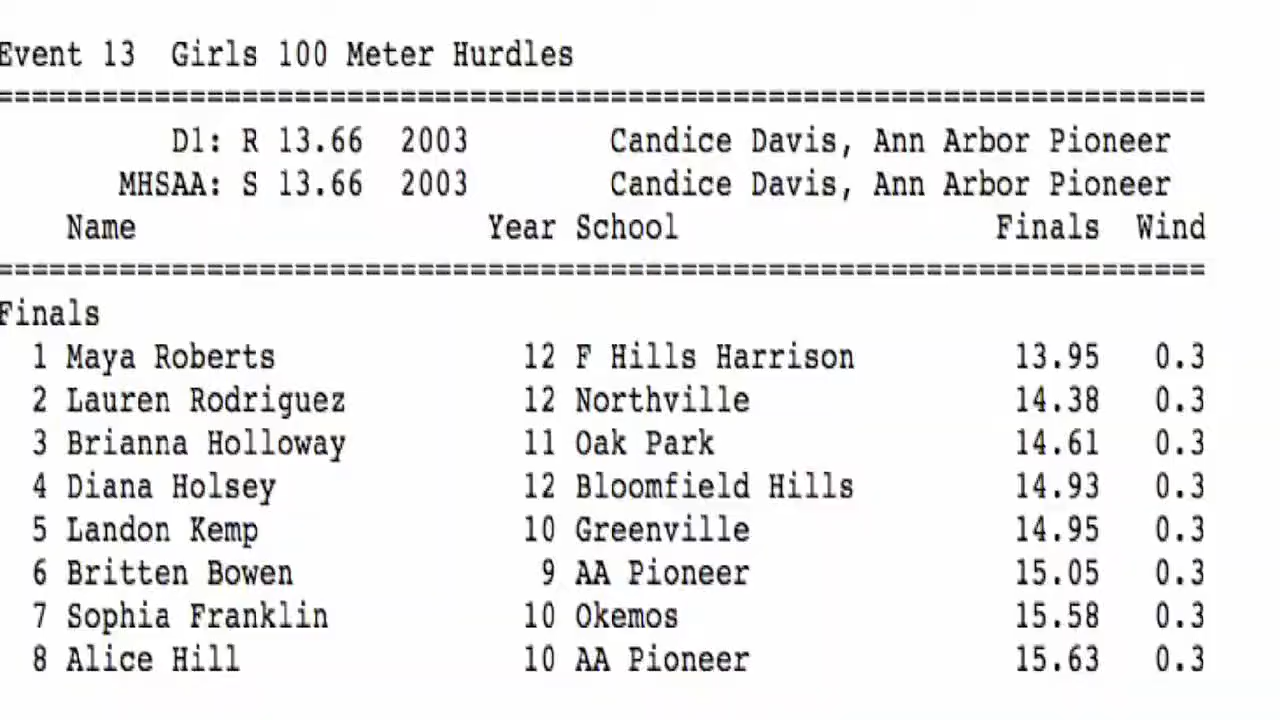 Event 13  Girls 100 Meter Hurdles
=====================================================================
D1: R 13.66  2003        Candice Davis, Ann Arbor Pioneer
MHSAA: S 13.66  2003        Candice Davis, Ann Arbor Pioneer
Name                    Year School                  Finals  Wind
=====================================================================
Finals
1 Maya Roberts              12 F Hills Harrison         13.95   0.3
2 Lauren Rodriguez          12 Northville               14.38   0.3
3 Brianna Holloway          11 Oak Park                 14.61   0.3
4 Diana Holsey              12 Bloomfield Hills         14.93   0.3
5 Landon Kemp               10 Greenville               14.95   0.3
6 Britten Bowen              9 AA Pioneer               15.05   0.3
7 Sophia Franklin           10 Okemos                   15.58   0.3
8 Alice Hill                10 AA Pioneer               15.63   0.3